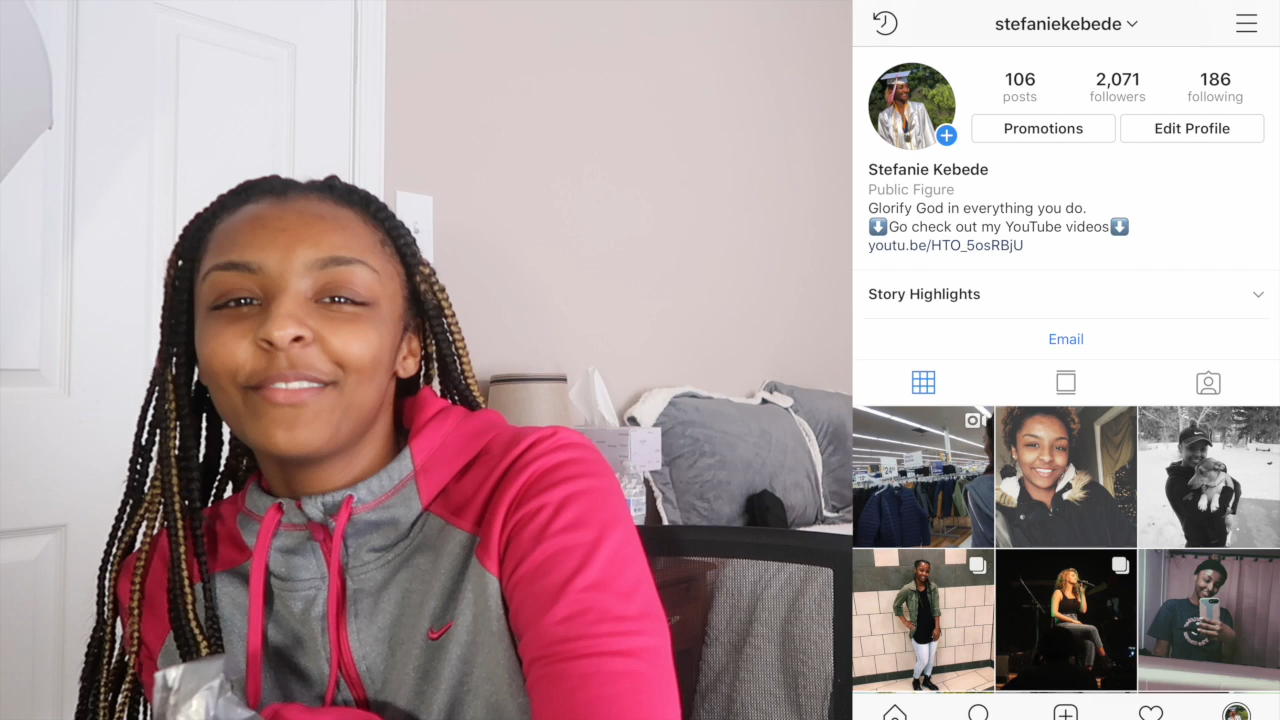 stefaniekebede
106
2,071
186
posts
followers
following
Promotions
Edit Profile
Stefanie Kebede
Public Figure
Glorify God in everything you do.
⬇️Go check out my YouTube videos⬇️
youtu.be/HTO_5osRBjU
Story Highlights
Email